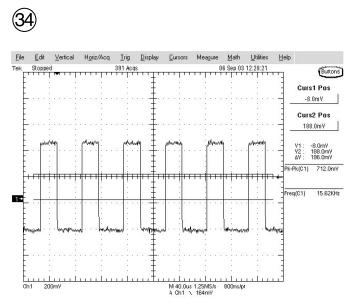 34
File Edit Vertical Horiz/Acq Trig Display Cursors Measure Math Utilities Help
Tek Stopped 381 Acqs 06 Sep 03 12:28:21
Buttons
Curs1 Pos
-8.0mV
Curs2 Pos
188.0mV
V1: -8.0mV
V2: 188.0mV
ΔV: 196.0mV
Pk-Pk(C1) 712.0mV
Freq(C1) 15.62KHz
1
Ch1 200mV M 40.0us 1.25MS/s 800ns/pt
A Ch1 \ 164mV